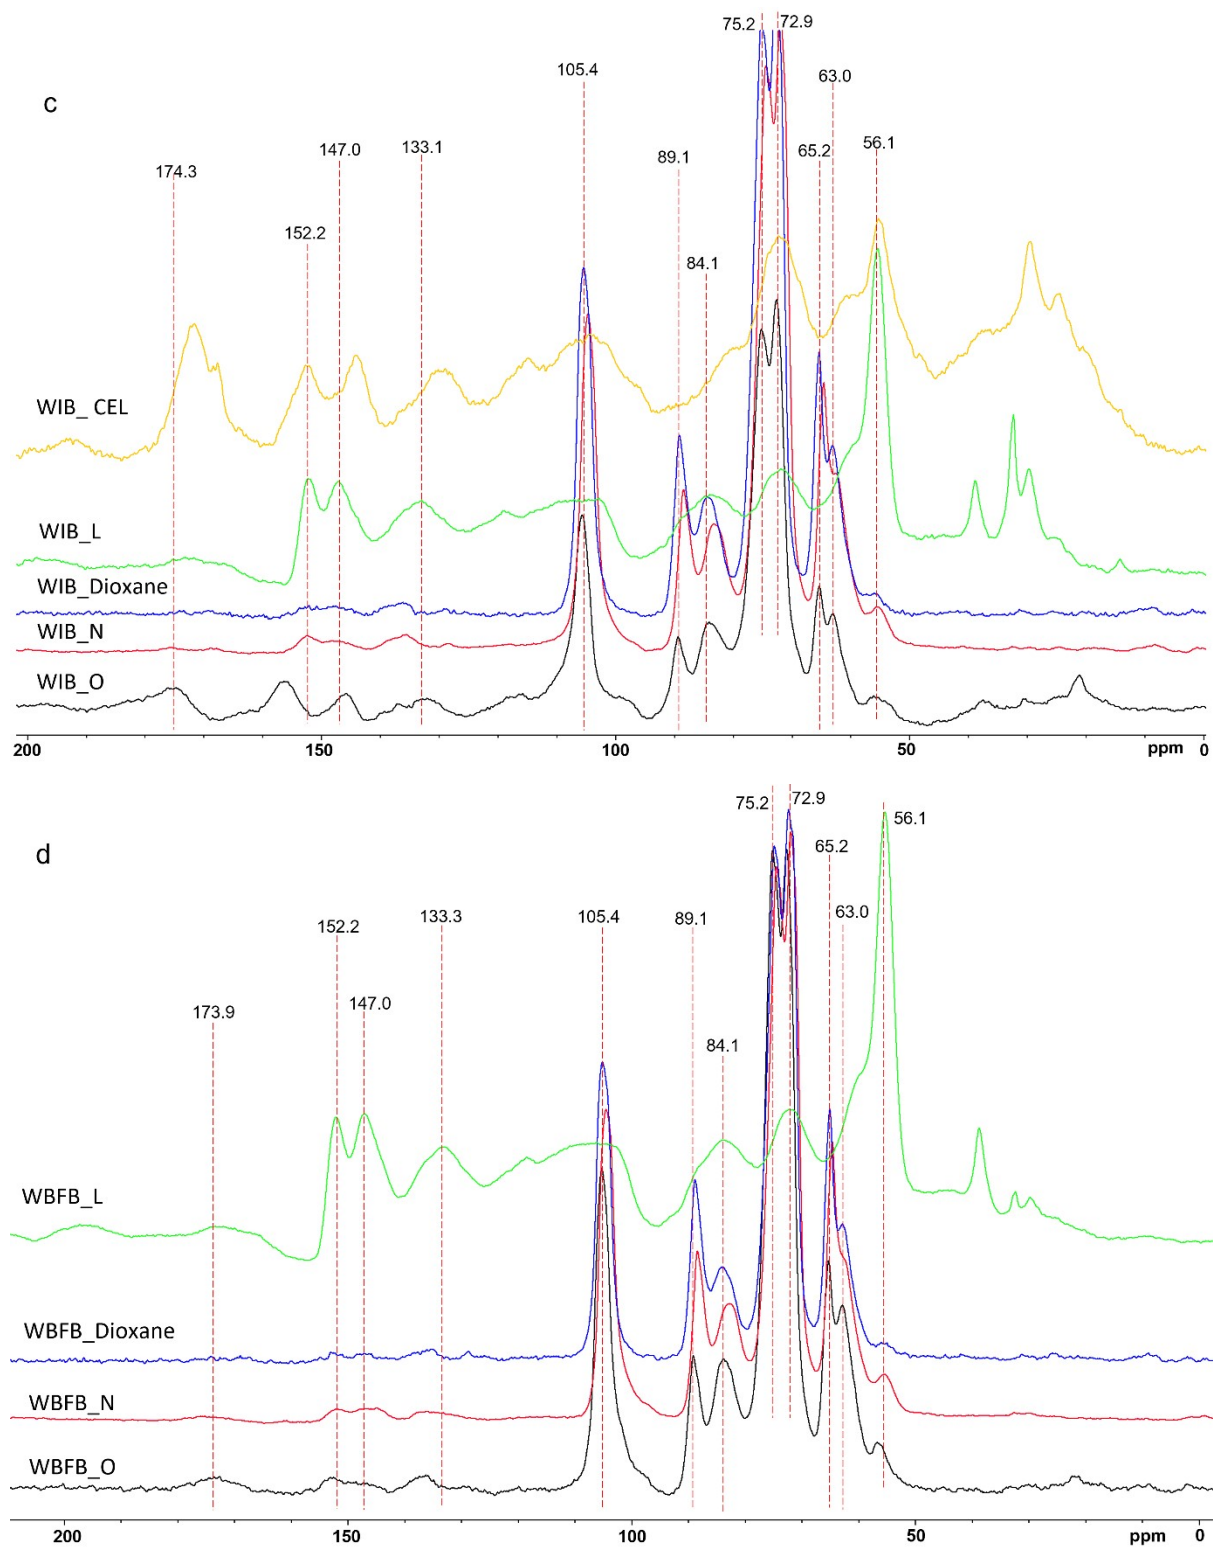 75.2 72.9
105.4 63.0
c
147.0 133.1 56.1
89.1 65.2
174.3
152.2
84.1
WIB_ CEL
WIB_L
WIB_Dioxane
WIB_N
WIB_O
200 150 100 50 ppm 0
75.2 72.9
56.1
d
65.2
152.2 133.3 105.4 89.1 63.0
147.0
173.9
84.1
WBFB_L
WBFB_Dioxane
WBFB_N
WBFB_O
200 150 100 50 ppm 0